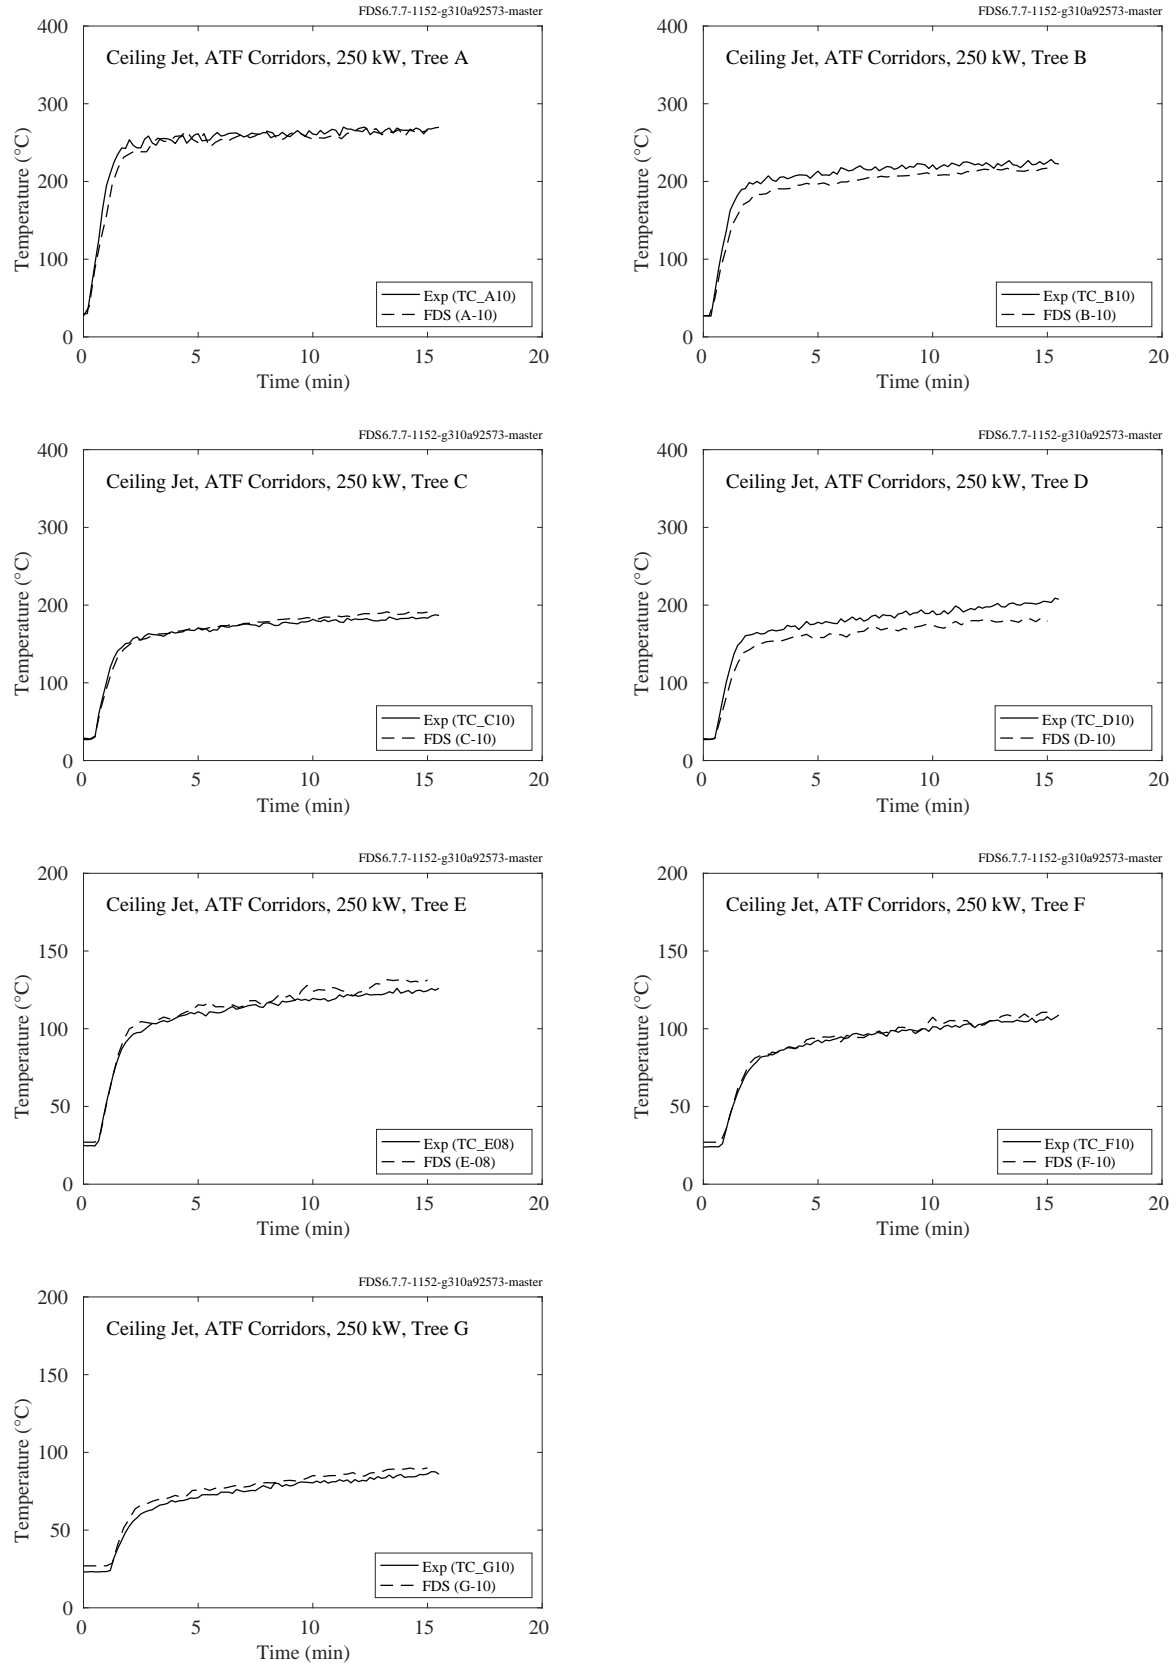 FDS6.7.7-1152-g310a92573-master
Ceiling Jet, ATF Corridors, 250 kW, Tree A
400
300
200
100
0
Temperature (°C)
Exp (TC_A10)
FDS (A-10)
0 5 10 15 20
Time (min)
FDS6.7.7-1152-g310a92573-master
Ceiling Jet, ATF Corridors, 250 kW, Tree B
400
300
200
100
0
Temperature (°C)
Exp (TC_B10)
FDS (B-10)
0 5 10 15 20
Time (min)
FDS6.7.7-1152-g310a92573-master
Ceiling Jet, ATF Corridors, 250 kW, Tree C
400
300
200
100
0
Temperature (°C)
Exp (TC_C10)
FDS (C-10)
0 5 10 15 20
Time (min)
FDS6.7.7-1152-g310a92573-master
Ceiling Jet, ATF Corridors, 250 kW, Tree D
400
300
200
100
0
Temperature (°C)
Exp (TC_D10)
FDS (D-10)
0 5 10 15 20
Time (min)
FDS6.7.7-1152-g310a92573-master
Ceiling Jet, ATF Corridors, 250 kW, Tree E
200
150
100
50
0
Temperature (°C)
Exp (TC_E08)
FDS (E-08)
0 5 10 15 20
Time (min)
FDS6.7.7-1152-g310a92573-master
Ceiling Jet, ATF Corridors, 250 kW, Tree F
200
150
100
50
0
Temperature (°C)
Exp (TC_F10)
FDS (F-10)
0 5 10 15 20
Time (min)
FDS6.7.7-1152-g310a92573-master
Ceiling Jet, ATF Corridors, 250 kW, Tree G
200
150
100
50
0
Temperature (°C)
Exp (TC_G10)
FDS (G-10)
0 5 10 15 20
Time (min)